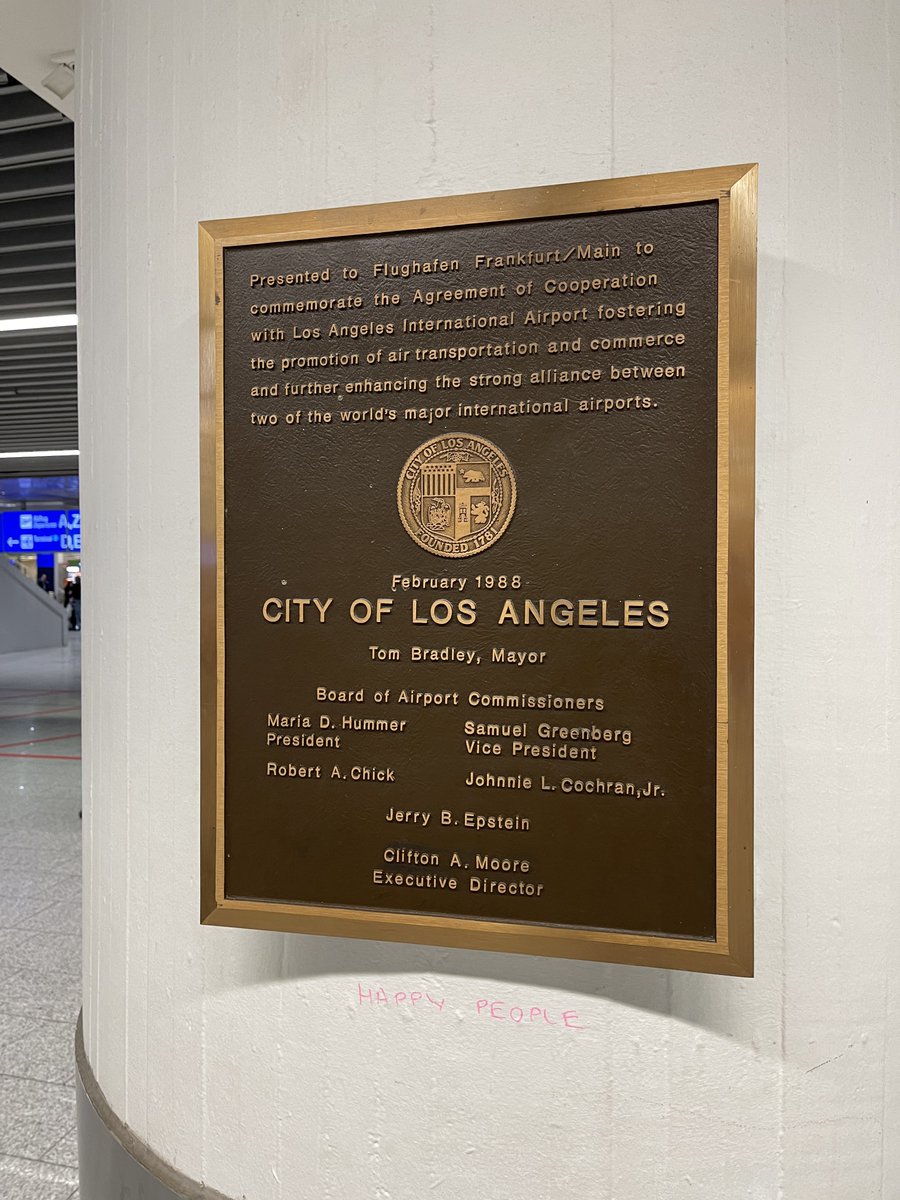 Presented to Flughafen Frankfurt/Main to
commemorate the Agreement of Cooperation
with Los Angeles International Airport fostering
the promotion of air transportation and commerce
and further enhancing the strong alliance between
two of the world's major international airports.
CITY OF LOS ANGELES
FOUNDED 1781
February 1988
CITY OF LOS ANGELES
Tom Bradley, Mayor
Board of Airport Commissioners
Maria D. Hummer
President
Samuel Greenberg
Vice President
Robert A. Chick
Johnnie L. Cochran, Jr.
Jerry B. Epstein
Clifton A. Moore
Executive Director
HAPPY PEOPLE
A,Z
Terminal
D,E